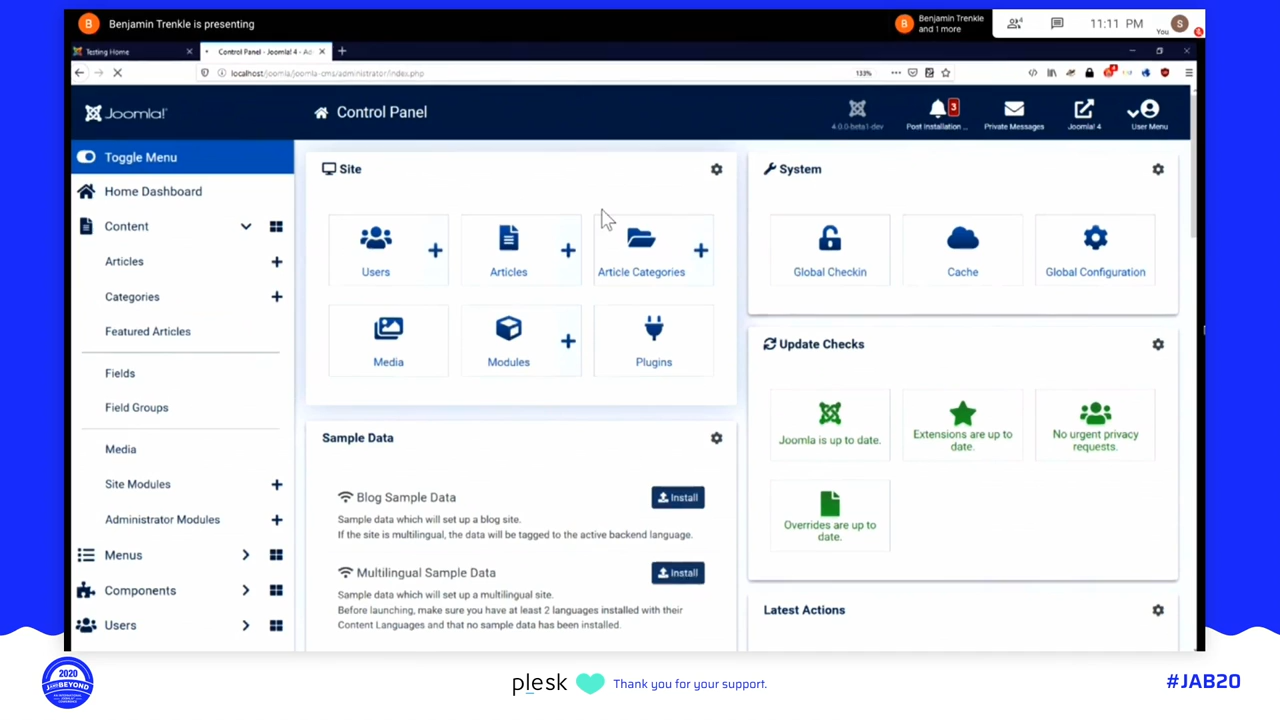 B Benjamin Trenkle is presenting
B Benjamin Trenkle
and 1 more
11:11 PM
You
S
Testing Home
Control Panel - Joomla! 4 - Ad
localhost/joomla/joomla-cms/administrator/index.php
133%
Joomla!
Control Panel
4.0.0-beta1-dev
3
Post Installation ...
Private Messages
Joomla! 4
User Menu
Toggle Menu
Home Dashboard
Content
Articles
Categories
Featured Articles
Fields
Field Groups
Media
Site Modules
Administrator Modules
Menus
Components
Users
Site
Users
Articles
Article Categories
Media
Modules
Plugins
Sample Data
Blog Sample Data
Install
Sample data which will set up a blog site.
If the site is multilingual, the data will be tagged to the active backend language.
Multilingual Sample Data
Install
Sample data which will set up a multilingual site.
Before launching, make sure you have at least 2 languages installed with their
Content Languages and that no sample data has been installed.
System
Global Checkin
Cache
Global Configuration
Update Checks
Joomla is up to date.
Extensions are up to
date.
No urgent privacy
requests.
Overrides are up to
date.
Latest Actions
2020
JANDBEYOND
plesk
Thank you for your support.
#JAB20